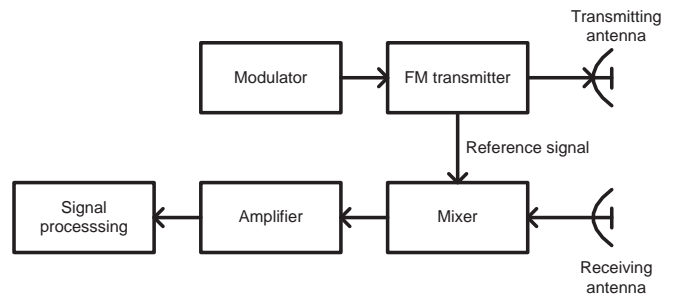 Transmitting
antenna
Modulator
FM transmitter
Reference signal
Signal
processsing
Amplifier
Mixer
Receiving
antenna